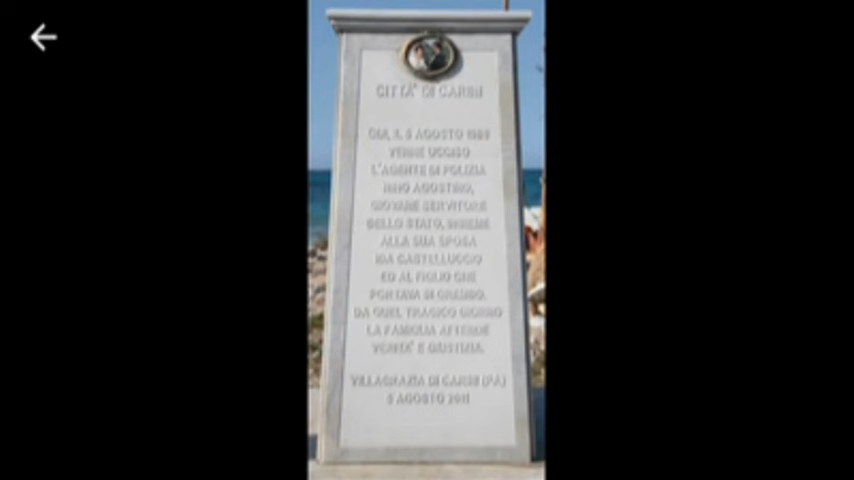 CITTA' DI CARINI
QUI, IL 5 AGOSTO 1989
VENNE UCCISO
L'AGENTE DI POLIZIA
NINO AGOSTINO,
GIOVANE SERVITORE
DELLO STATO, INSIEME
ALLA SUA SPOSA
IDA CASTELLUCCIO
ED AL FIGLIO CHE
PORTAVA IN GREMBO.
DA QUEL TRAGICO GIORNO
LA FAMIGLIA ATTENDE
VERITA' E GIUSTIZIA.
VILLAGRAZIA DI CARINI (PA)
5 AGOSTO 2011